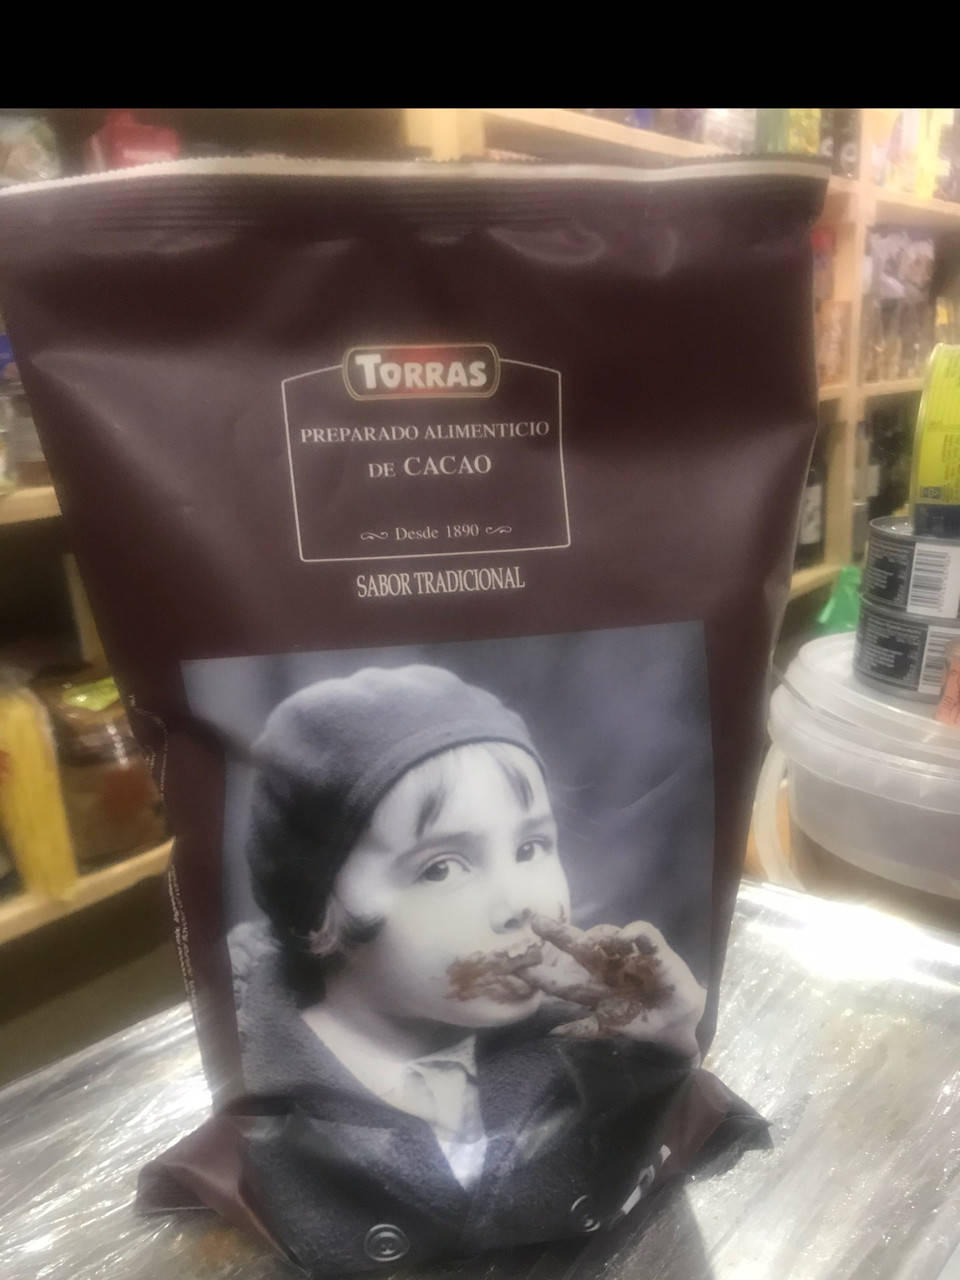 TORRAS
PREPARADO ALIMENTICIO
DE CACAO
Desde 1890
SABOR TRADICIONAL